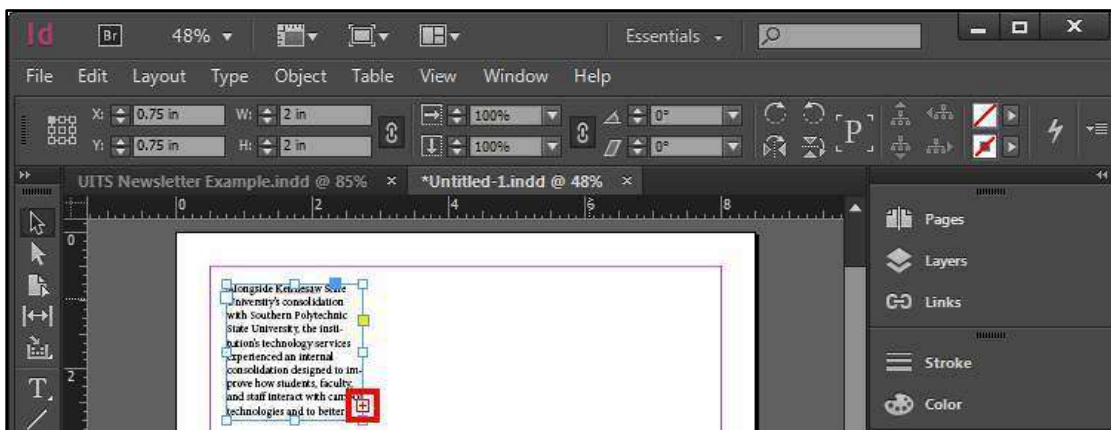 Id Br 48% Essentials
File Edit Layout Type Object Table View Window Help
X: 0.75 in W: 2 in 100% 0°
Y: 0.75 in H: 2 in 100% 0°
P
UITS Newsletter Example.indd @ 85% × *Untitled-1.indd @ 48% ×
0 2 4 6 8
0
2
T
Alongside Kennesaw State
University's consolidation
with Southern Polytechnic
State University, the insti-
tution's technology services
experienced an internal
consolidation designed to im-
prove how students, faculty,
and staff interact with campus
technologies and to better
Pages
Layers
Links
Stroke
Color